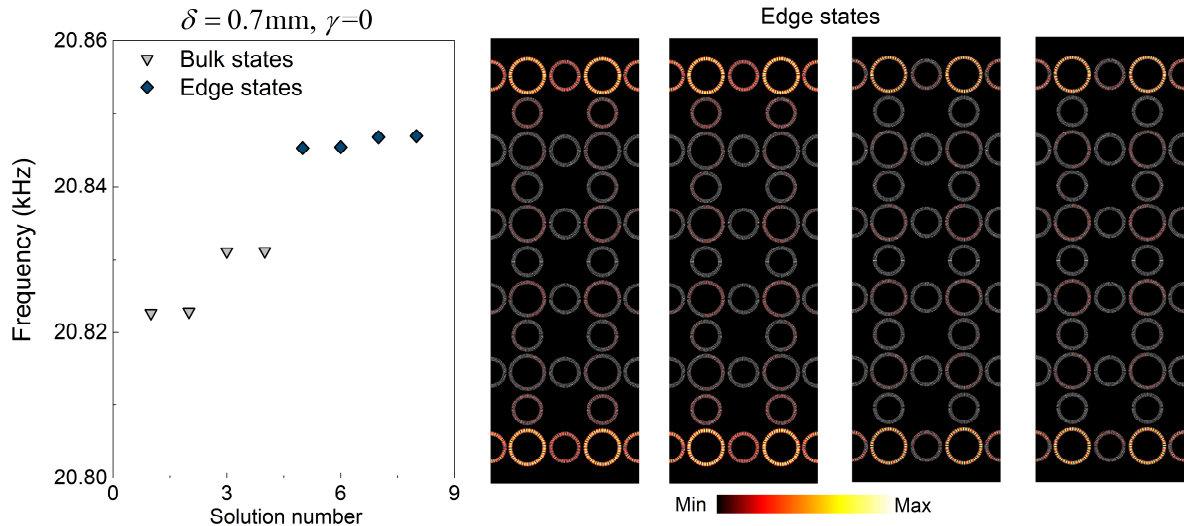 δ = 0.7mm, γ=0
Edge states
20.86
Bulk states
Edge states
20.84
Frequency (kHz)
20.82
20.80
0
3
6
9
Solution number
Min
Max